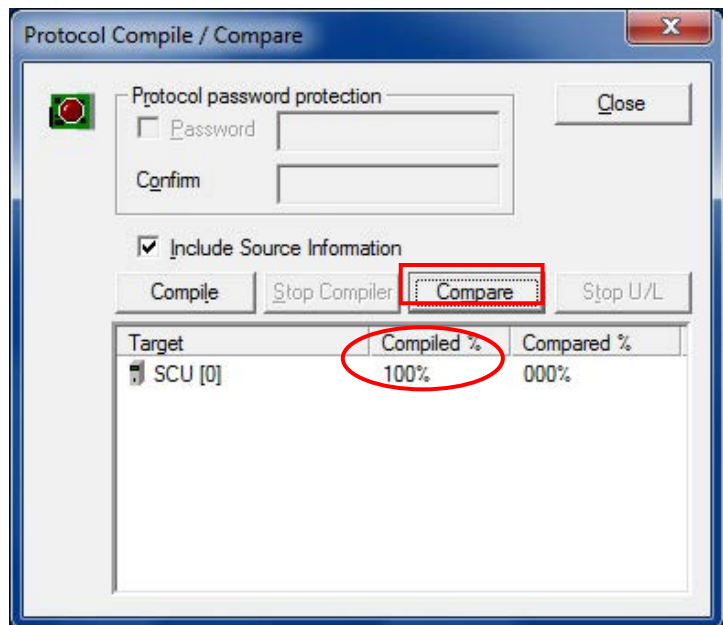 Protocol Compile / Compare
Protocol password protection
Close
Password
Confirm
Include Source Information
Compile Stop Compiler Compare Stop U/L
Target Compiled % Compared %
SCU [0] 100% 000%